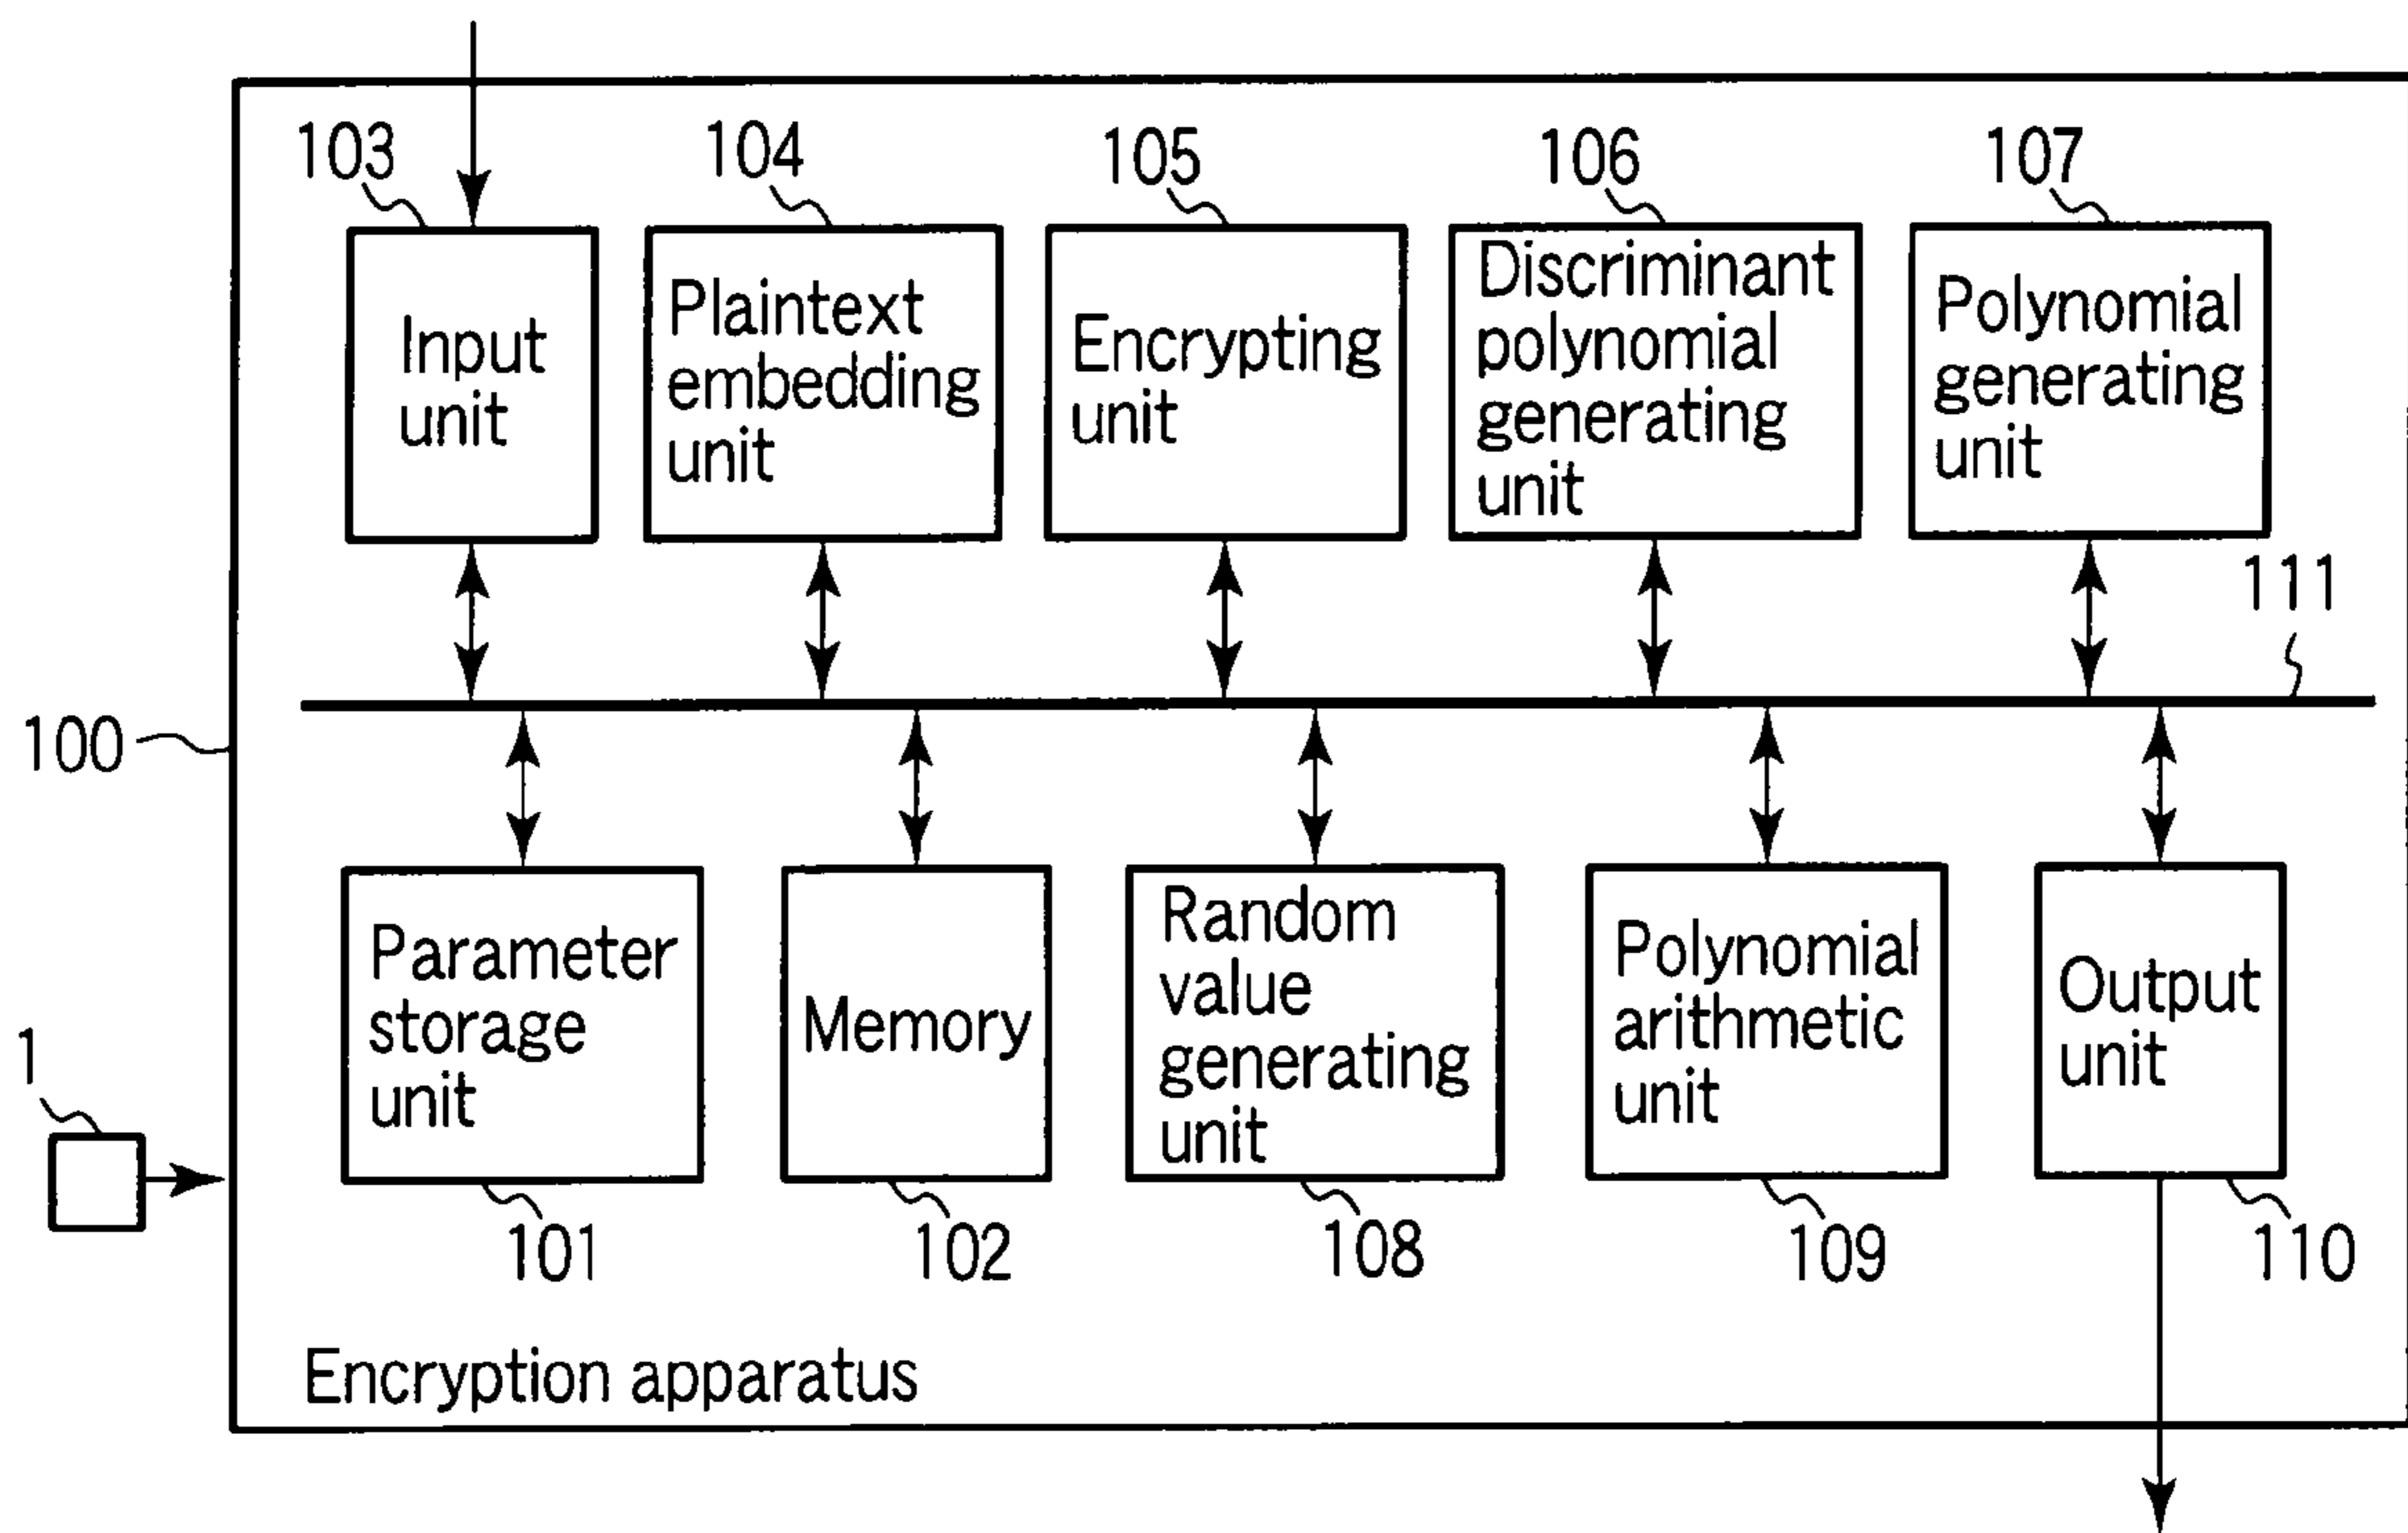 103
104
105
106
107
Input
unit
Plaintext
embedding
unit
Encrypting
unit
Discriminant
polynomial
generating
unit
Polynomial
generating
unit
111
100
Parameter
storage
unit
Memory
Random
value
generating
unit
Polynomial
arithmetic
unit
Output
unit
1
101
102
108
109
110
Encryption apparatus